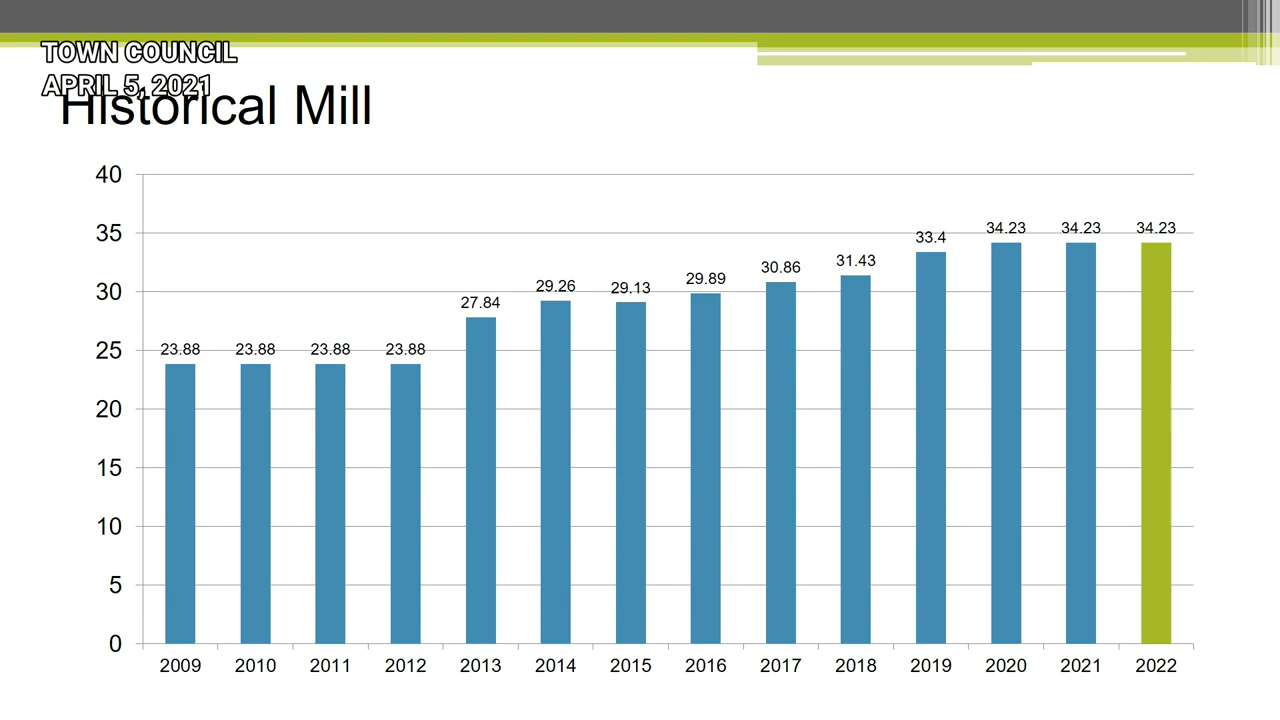 TOWN COUNCIL
APRIL 5, 2021
Historical Mill
40
35
30
25
20
15
10
5
0
23.88 23.88 23.88 23.88 27.84 29.26 29.13 29.89 30.86 31.43 33.4 34.23 34.23 34.23
2009 2010 2011 2012 2013 2014 2015 2016 2017 2018 2019 2020 2021 2022